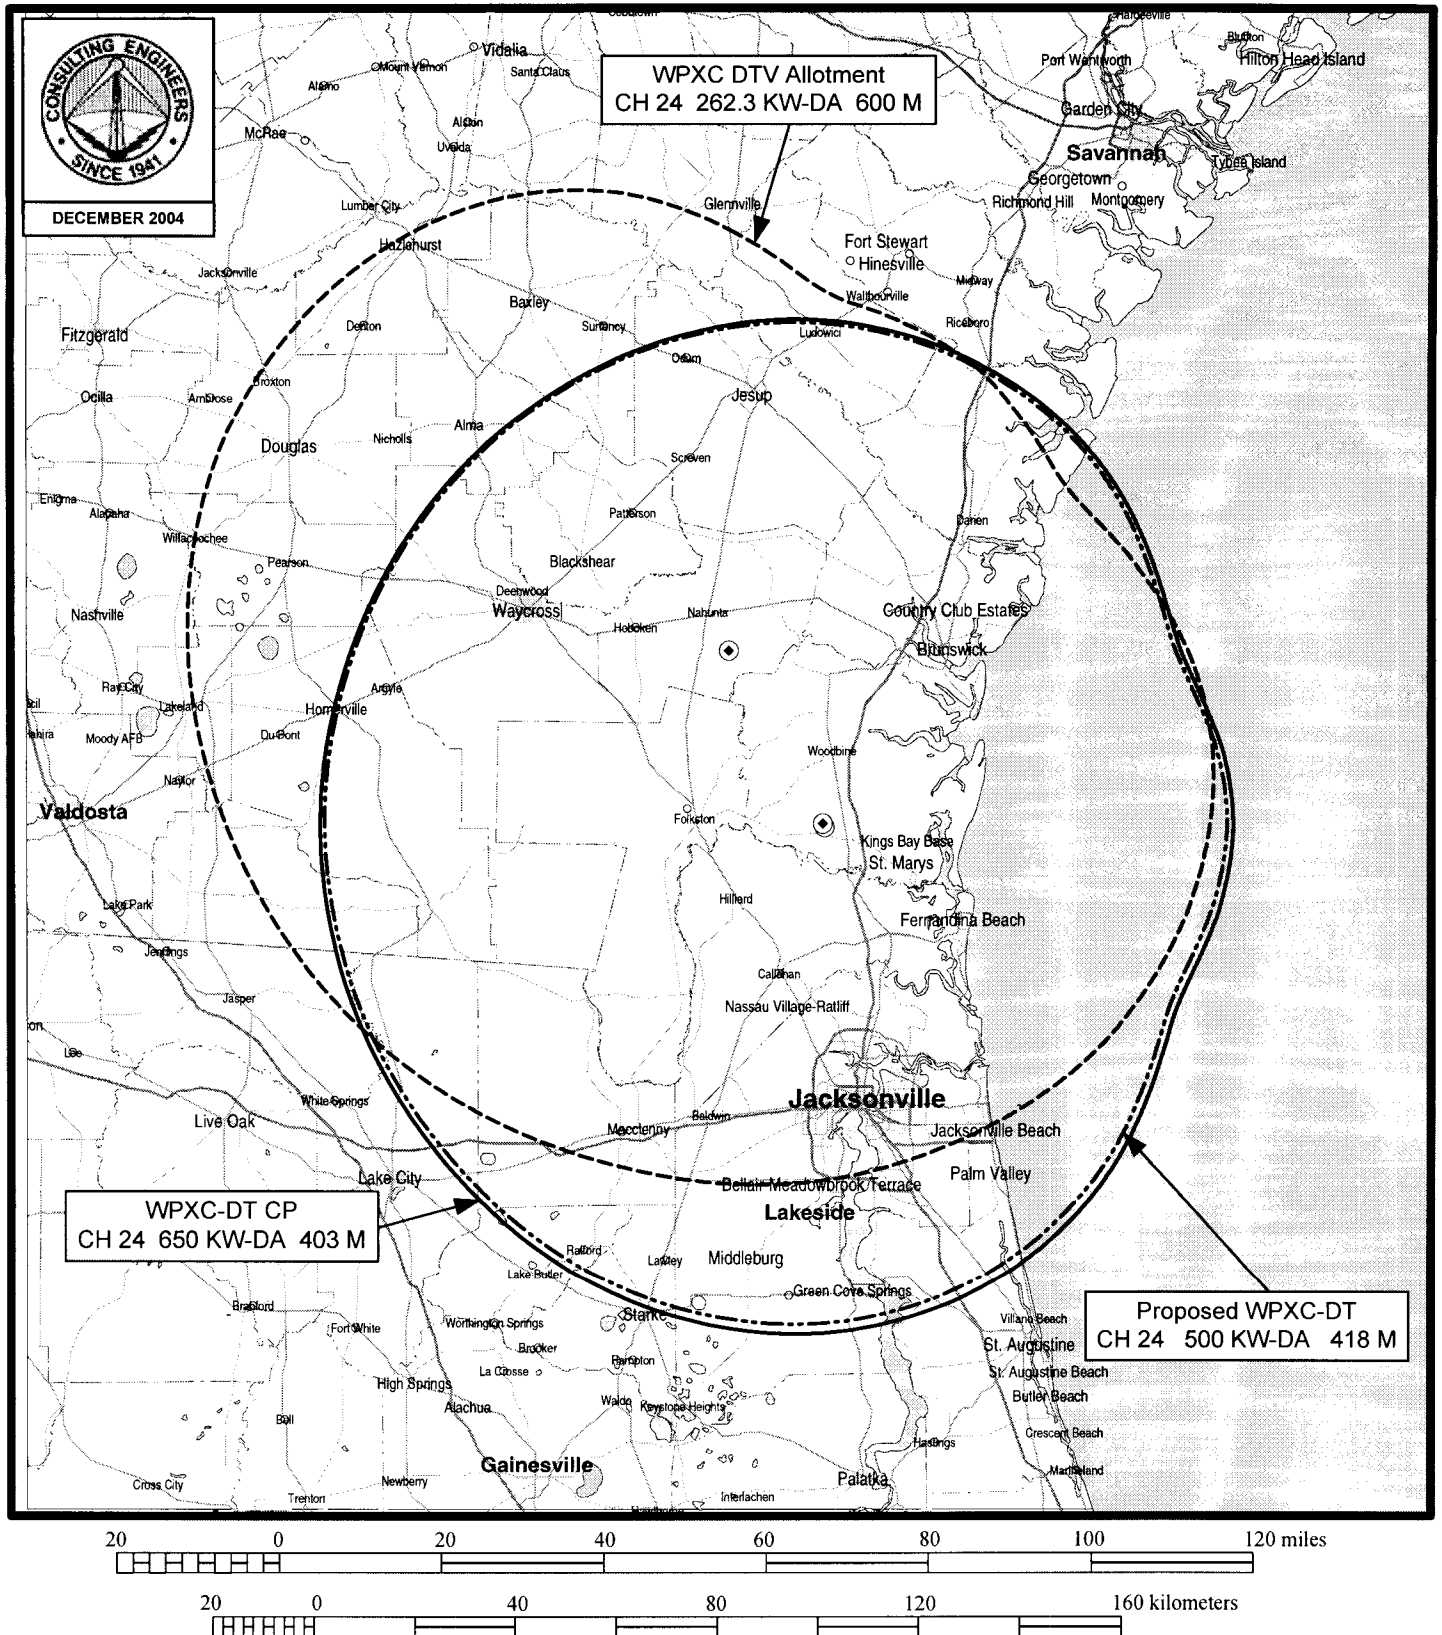 CONSULTING ENGINEERS
SINCE 1941
DECEMBER 2004
WPXC DTV Allotment
CH 24 262.3 KW-DA 600 M
WPXC-DT CP
CH 24 650 KW-DA 403 M
Proposed WPXC-DT
CH 24 500 KW-DA 418 M
Hardeeville
Bluffton
Hilton Head Island
Port Wentworth
Garden City
Savannah
Tybee Island
Georgetown
Montgomery
Richmond Hill
Vidalia
Mount Vernon
Santa Claus
Alamo
McRae
Alston
Uvalda
Lumber City
Glennville
Hazlehurst
Fort Stewart
Hinesville
Jacksonville
Midway
Walthourville
Baxley
Denton
Surrency
Ludowici
Riceboro
Fitzgerald
Odum
Broxton
Ocilla
Ambrose
Jesup
Alma
Nicholls
Douglas
Screven
Enigma
Alapaha
Patterson
Darien
Willacoochee
Pearson
Blackshear
Deenwood
Waycross
Nashville
Nahunta
Country Club Estates
Hoboken
Brunswick
Ray City
Argyle
Lakeland
Homerville
cil
ahira
Moody AFB
Du Pont
Woodbine
Naylor
Valdosta
Folkston
Kings Bay Base
St. Marys
Lake Park
Hilliard
Fernandina Beach
Jennings
Callahan
Jasper
Nassau Village-Ratliff
on
Lee
White Springs
Live Oak
Jacksonville
Baldwin
Macclenny
Jacksonville Beach
Lake City
Palm Valley
Bellair-Meadowbrook Terrace
Lakeside
Raiford
Lawtey
Middleburg
Lake Butler
Green Cove Springs
Branford
Starke
Worthington Springs
Fort White
Villano Beach
St. Augustine
Brooker
Hampton
La Crosse
St. Augustine Beach
High Springs
Butler Beach
Alachua
Waldo
Keystone Heights
Bell
Crescent Beach
Hastings
Gainesville
Marineland
Palatka
Cross City
Newberry
Trenton
Interlachen
Hawthorne
20 0 20 40 60 80 100 120 miles
20 0 40 80 120 160 kilometers